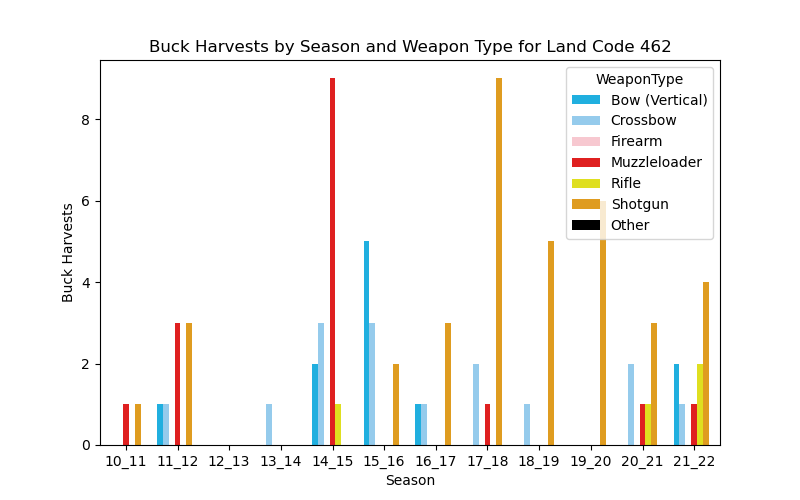 Buck Harvests by Season and Weapon Type for Land Code 462
WeaponType
Bow (Vertical)
Crossbow
Firearm
Muzzleloader
Rifle
Shotgun
Other
Buck Harvests
8
6
4
2
0
10_11 11_12 12_13 13_14 14_15 15_16 16_17 17_18 18_19 19_20 20_21 21_22
Season